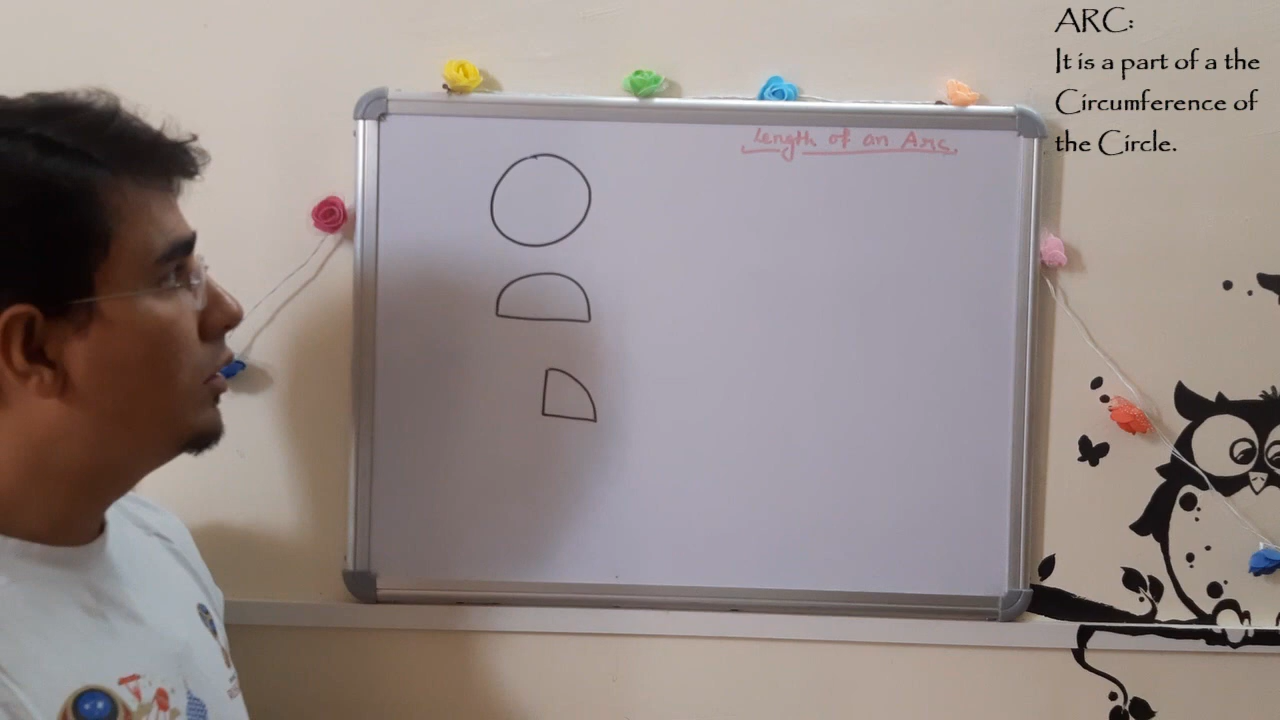 ARC:
It is a part of a the
Circumference of
the Circle.
Length of an Arc.